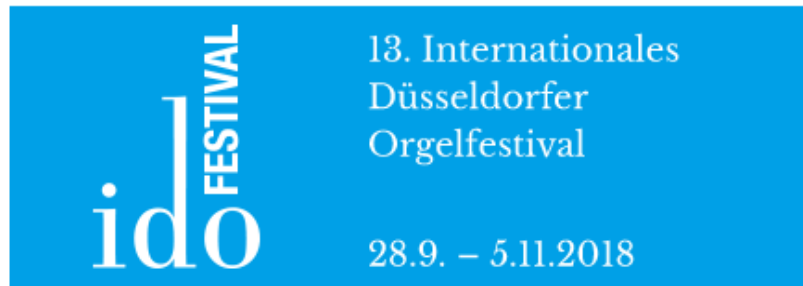 ido FESTIVAL
13. Internationales
Düsseldorfer
Orgelfestival
28.9. – 5.11.2018